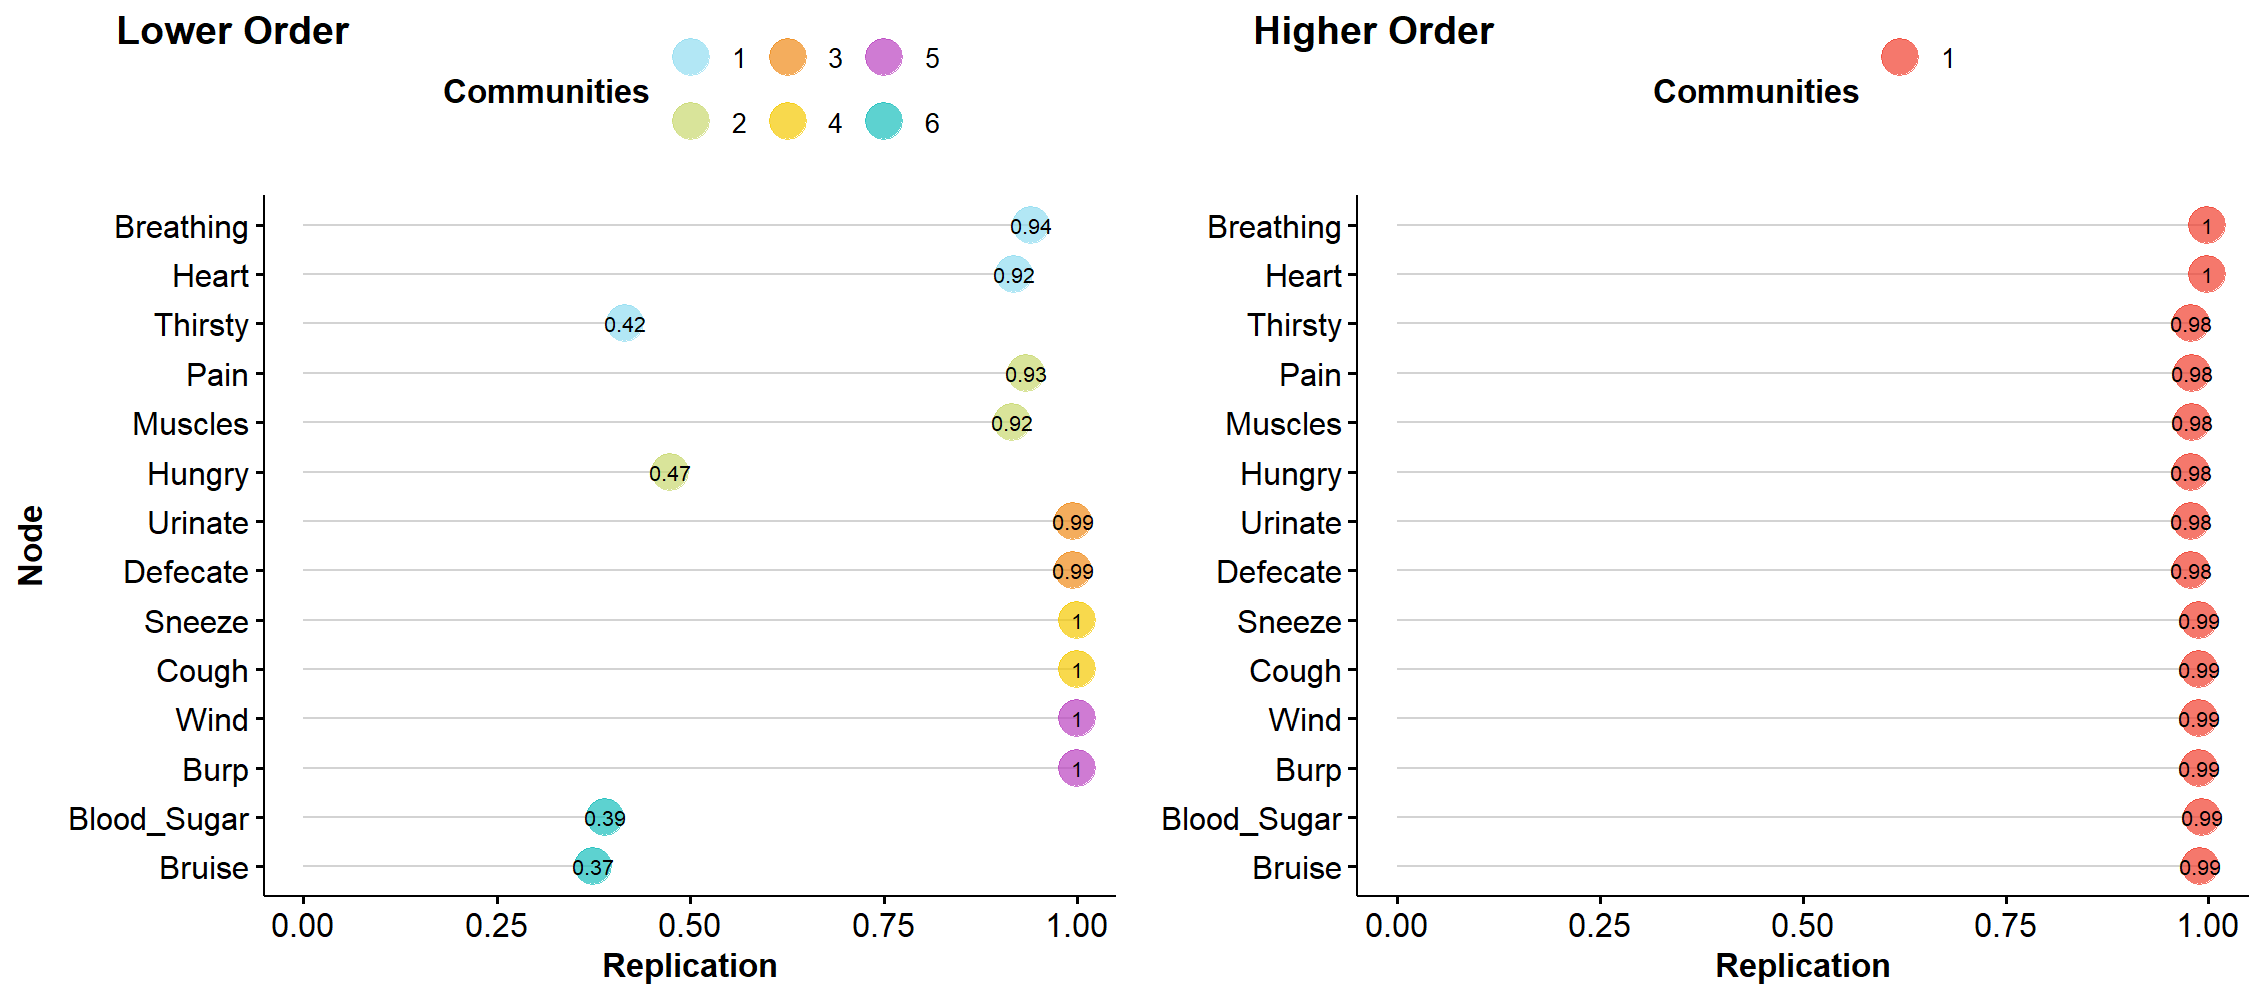 Lower Order
Communities
1 3 5
2 4 6
Node
Breathing 0.94
Heart 0.92
Thirsty 0.42
Pain 0.93
Muscles 0.92
Hungry 0.47
Urinate 0.99
Defecate 0.99
Sneeze 1
Cough 1
Wind 1
Burp 1
Blood_Sugar 0.39
Bruise 0.37
0.00 0.25 0.50 0.75 1.00
Replication
Higher Order
Communities
1
Breathing 1
Heart 1
Thirsty 0.98
Pain 0.98
Muscles 0.98
Hungry 0.98
Urinate 0.98
Defecate 0.98
Sneeze 0.99
Cough 0.99
Wind 0.99
Burp 0.99
Blood_Sugar 0.99
Bruise 0.99
0.00 0.25 0.50 0.75 1.00
Replication